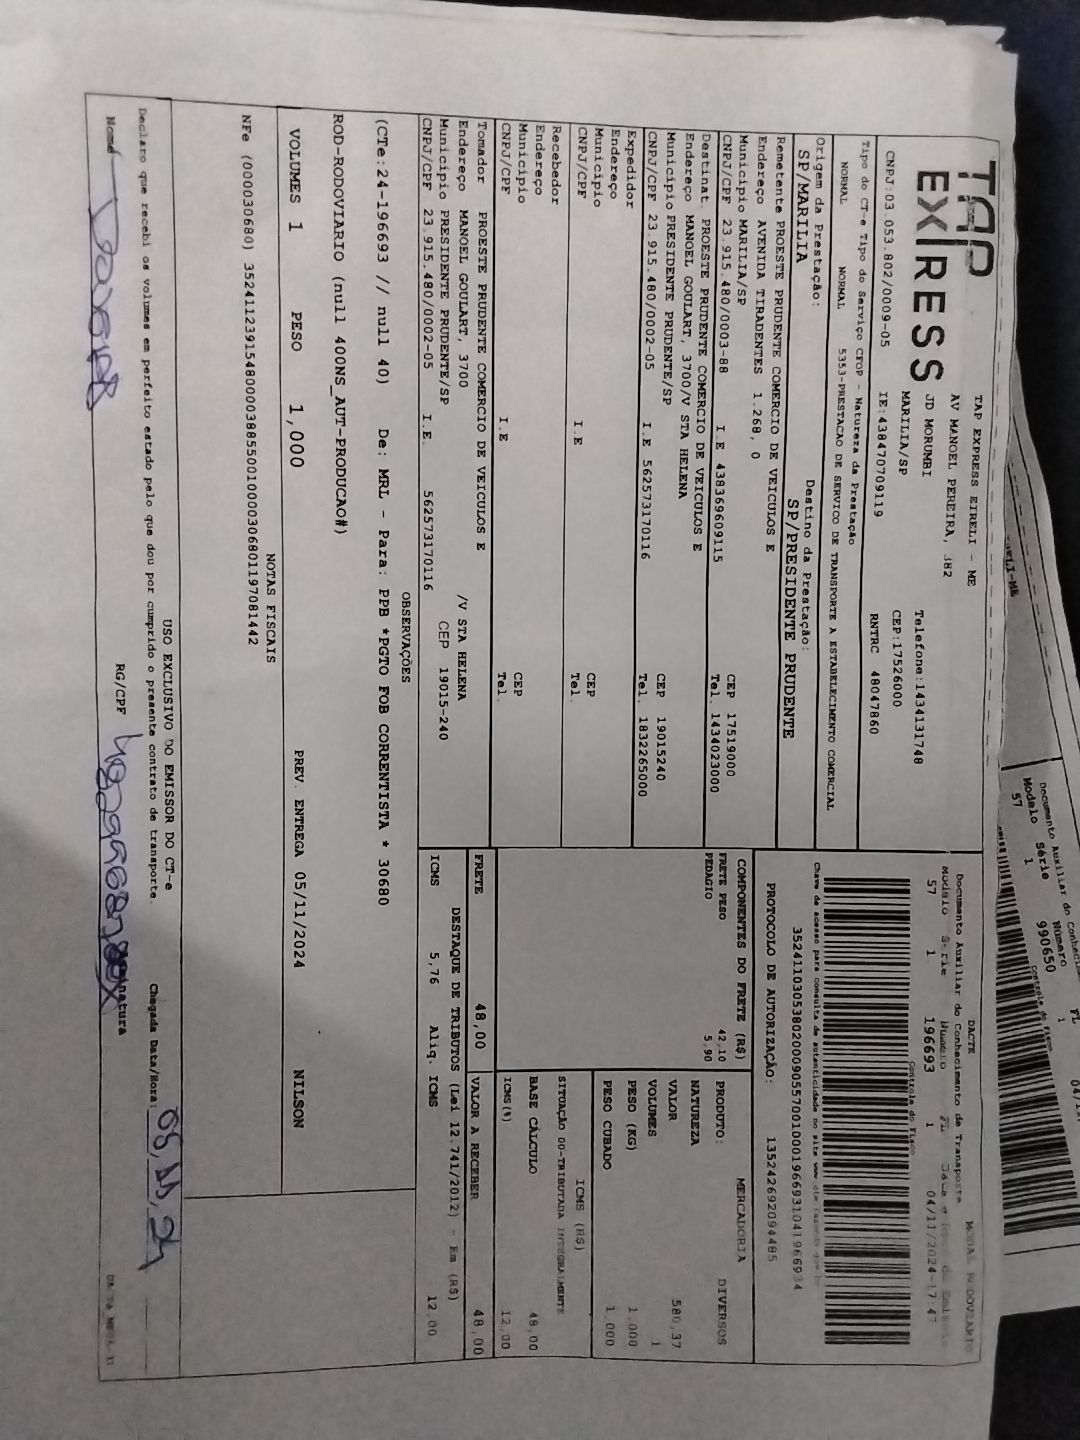 TAP
EX/RESS
TAP EXPRESS EIRELI - ME
AV MANOEL PEREIRA, 382
JD MORUMBI
MARILIA/SP
Telefone:1434131748
CEP:17526000
CNPJ:03.053.802/0009-05 IE:438470709119 RNTRC 48047860
Tipo do CT-e Tipo do Serviço CFOP - Natureza da Prestação
NORMAL NORMAL 5353-PRESTACAO DE SERVICO DE TRANSPORTE A ESTABELECIMENTO COMERCIAL
Origem da Prestação: Destino da Prestação:
SP/MARILIA SP/PRESIDENTE PRUDENTE
Remetente PROESTE PRUDENTE COMERCIO DE VEICULOS E
Endereço AVENIDA TIRADENTES 1.268, 0
Município MARILIA/SP CEP 17519000
CNPJ/CPF 23.915.480/0003-88 I.E 438369609115 Tel. 1434023000
Destinat. PROESTE PRUDENTE COMERCIO DE VEICULOS E
Endereço MANOEL GOULART, 3700/V STA HELENA
Município PRESIDENTE PRUDENTE/SP CEP 19015240
CNPJ/CPF 23.915.480/0002-05 I.E 562573170116 Tel. 1832265000
Expedidor
Endereço
Município CEP
CNPJ/CPF I.E Tel.
Recebedor
Endereço
Município CEP
CNPJ/CPF I.E Tel.
Tomador PROESTE PRUDENTE COMERCIO DE VEICULOS E
Endereço MANOEL GOULART, 3700 /V STA HELENA
Município PRESIDENTE PRUDENTE/SP CEP 19015-240
CNPJ/CPF 23.915.480/0002-05 I.E. 562573170116
DACTE MODAL RODOVIARIO
Documento Auxiliar do Conhecimento de Transporte
Modelo Serie Numero FL
57 1 196693 1 04/11/2024-17:47
Controle do Fisco
Chave de acesso para consulta de autenticidade no site
35241103053802000905570010001966931041966934
PROTOCOLO DE AUTORIZAÇÃO: 135242692094485
COMPONENTES DO FRETE (R$)
FRETE PESO 42,10
PEDAGIO 5,90
PRODUTO: MERCADORIA
NATUREZA DIVERSOS
VALOR 580,37
VOLUMES 1
PESO (KG) 1.000
PESO CUBADO 1.000
ICMS (R$)
SITUAÇÃO 00-TRIBUTADA INTEGRALMENTE
BASE CÁLCULO 48,00
ICMS(%) 12,00
FRETE 48,00 VALOR A RECEBER 48,00
DESTAQUE DE TRIBUTOS (Lei 12.741/2012) - Em (R$)
ICMS 5,76 Aliq. ICMS 12,00
OBSERVAÇÕES
(CTe:24-196693 // null 40) De: MRL - Para: PPB *PGTO FOB CORRENTISTA * 30680
ROD-RODOVIARIO (null 400NS_AUT-PRODUCAO#)
VOLUMES 1 PESO 1,000 PREV. ENTREGA 05/11/2024 NILSON
NOTAS FISCAIS
NFe (000030680)
USO EXCLUSIVO DO EMISSOR DO CT-e
Declaro que recebi os volumes em perfeito estado pelo que dou por cumprido o presente contrato de transporte. Chegada Data/Hora:
Nome RG/CPF
Documento Auxiliar do
Modelo Série Número FL
57 1 990650 1